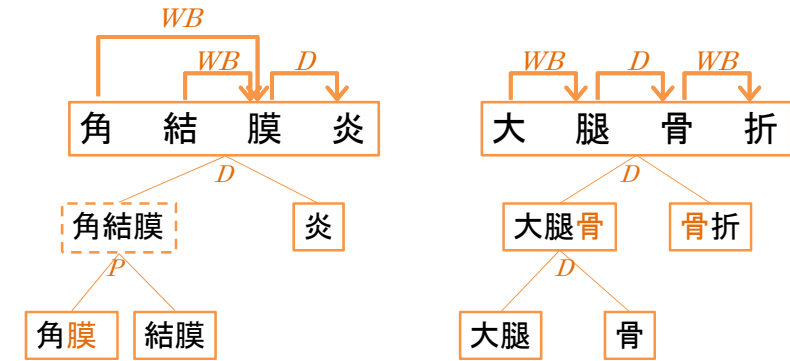 WB
WB D
角 結 膜 炎
D
角結膜 炎
P
角膜 結膜
WB D WB
大 腿 骨 折
D
大腿骨 骨折
D
大腿 骨